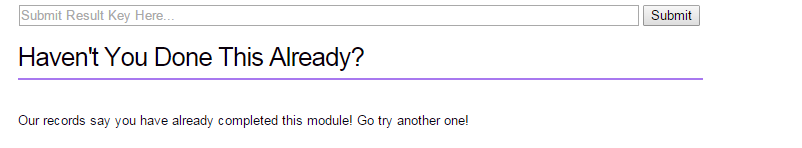 Submit Result Key Here... Submit
Haven't You Done This Already?
Our records say you have already completed this module! Go try another one!